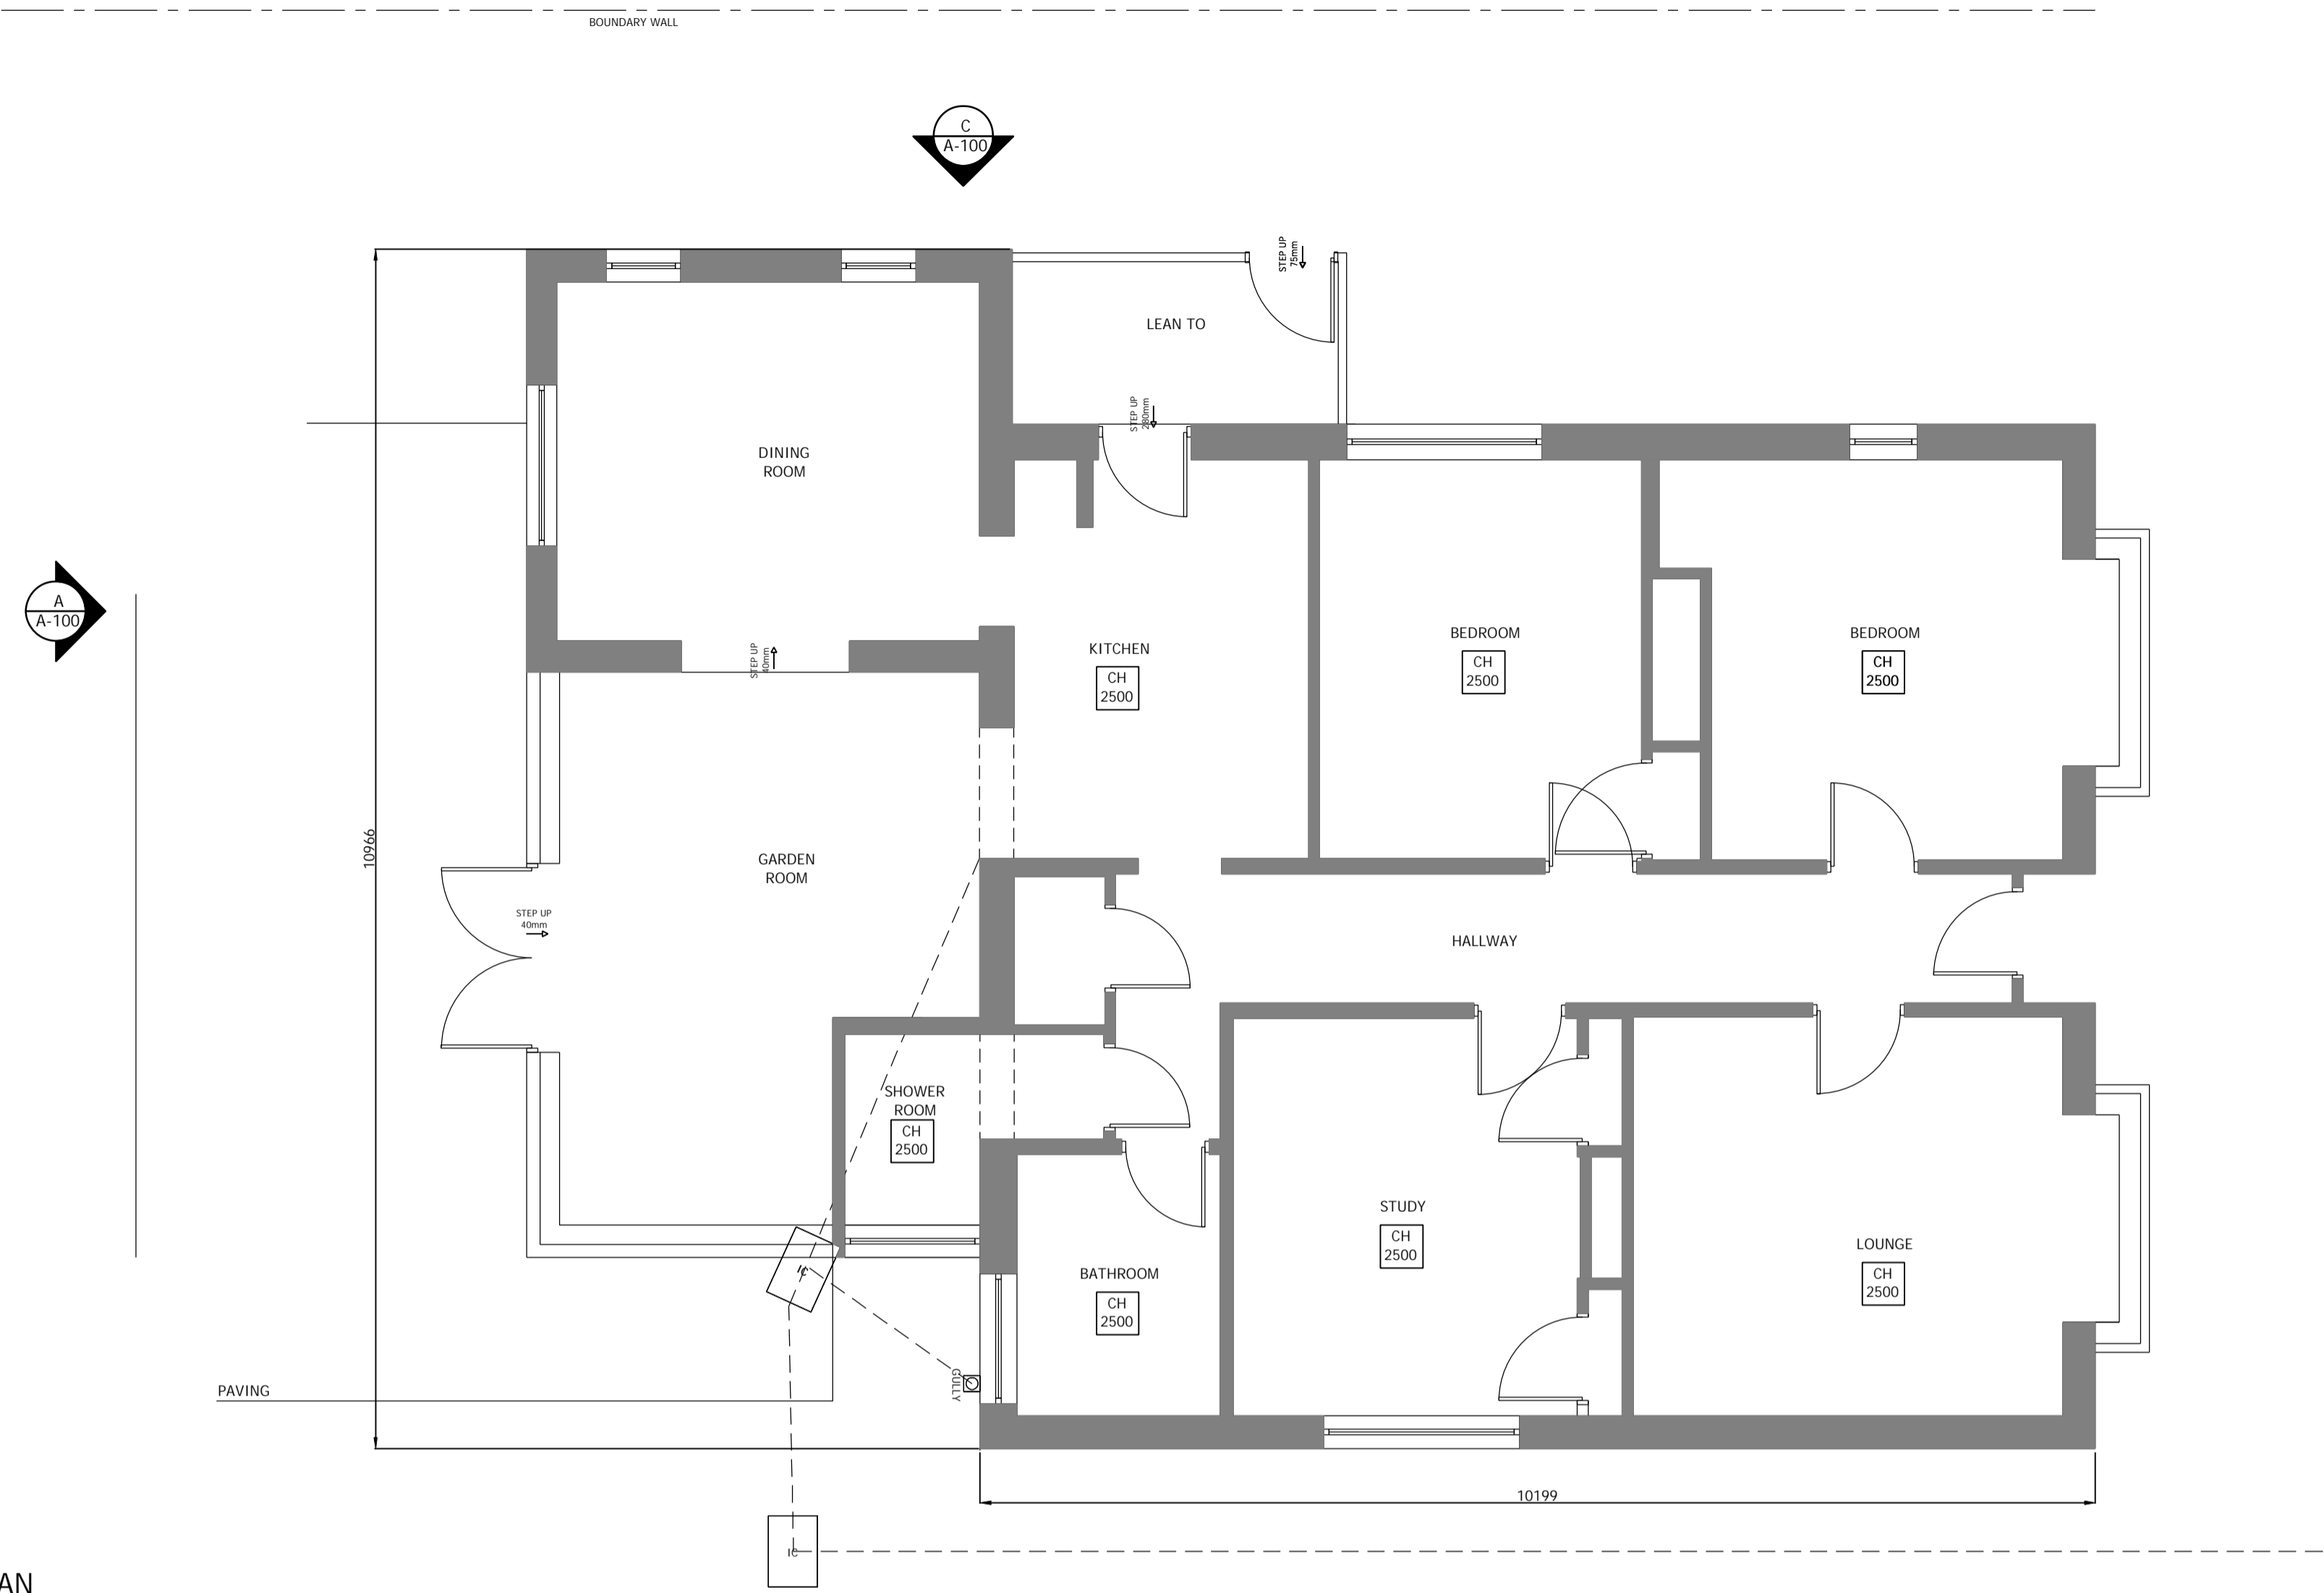 BOUNDARY WALL
C
A-100
STEP UP
75mm
LEAN TO
STEP UP
280mm
DINING
ROOM
A
A-100
STEP UP
40mm
KITCHEN
CH
2500
BEDROOM
CH
2500
BEDROOM
CH
2500
10966
GARDEN
ROOM
STEP UP
40mm
HALLWAY
SHOWER
ROOM
CH
2500
STUDY
CH
2500
LOUNGE
CH
2500
BATHROOM
CH
2500
IC
GULLY
PAVING
10199
IC
AN